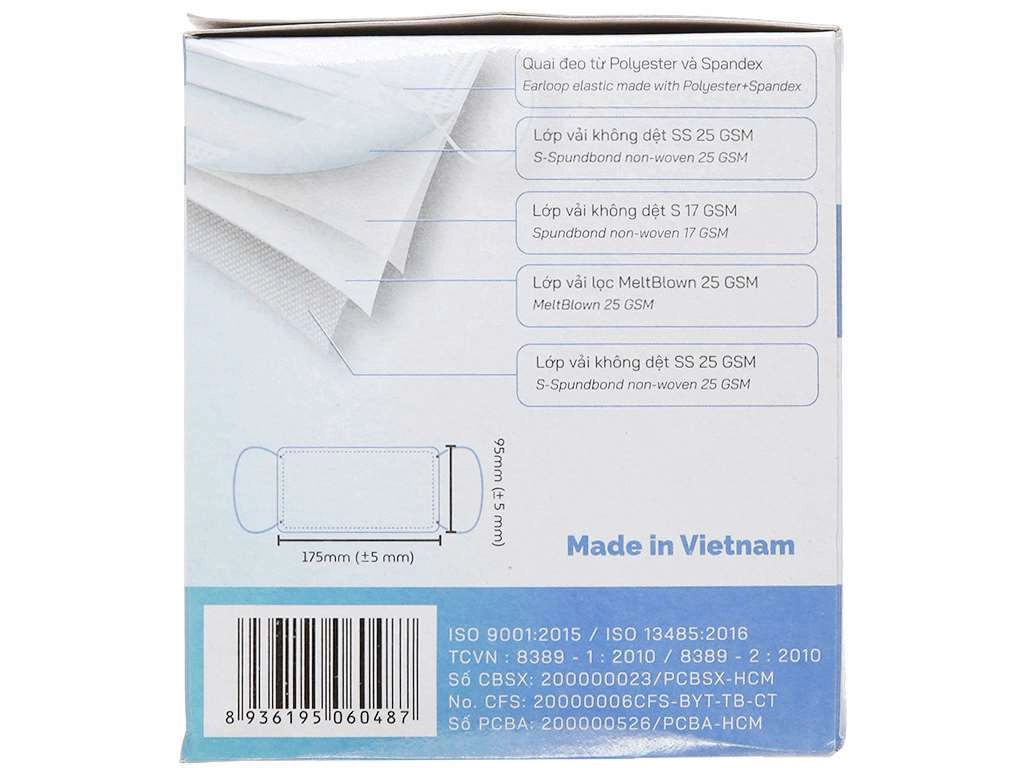 Quai đeo từ Polyester và Spandex
Earloop elastic made with Polyester+Spandex
Lớp vải không dệt SS 25 GSM
S-Spundbond non-woven 25 GSM
Lớp vải không dệt S 17 GSM
Spundbond non-woven 17 GSM
Lớp vải lọc MeltBlown 25 GSM
MeltBlown 25 GSM
Lớp vải không dệt SS 25 GSM
S-Spundbond non-woven 25 GSM
95mm (± 5 mm)
175mm (±5 mm)
Made in Vietnam
ISO 9001:2015 / ISO 13485:2016
TCVN : 8389 - 1 : 2010 / 8389 - 2 : 2010
Số CBSX: 200000023/PCBSX-HCM
No. CFS: 20000006CFS-BYT-TB-CT
Số PCBA: 200000526/PCBA-HCM
8 936195 060487